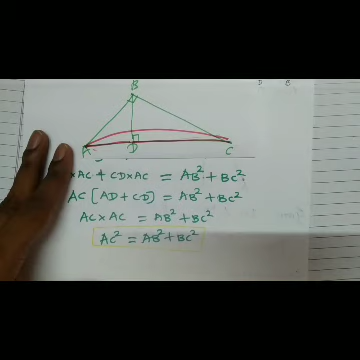 B
A D C
×AC + CD×AC = AB² + BC²
AC [AD + CD] = AB² + BC²
AC × AC = AB² + BC²
AC² = AB² + BC²